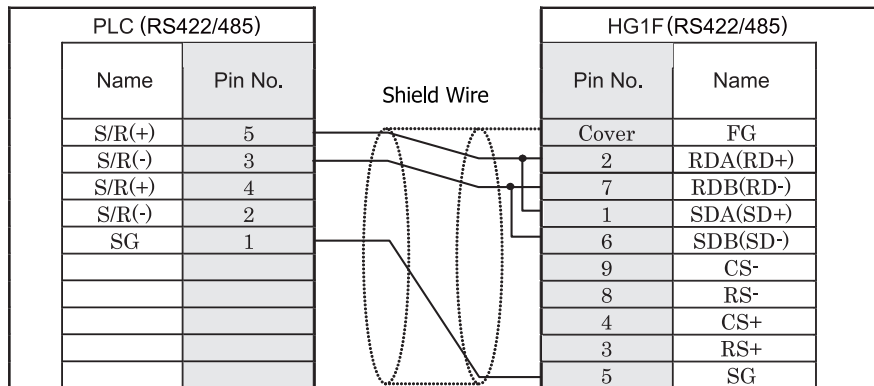 PLC (RS422/485) HG1F(RS422/485)
Name Pin No. Shield Wire Pin No. Name
S/R(+) 5 Cover FG
S/R(-) 3 2 RDA(RD+)
S/R(+) 4 7 RDB(RD-)
S/R(-) 2 1 SDA(SD+)
SG 1 6 SDB(SD-)
9 CS-
8 RS-
4 CS+
3 RS+
5 SG